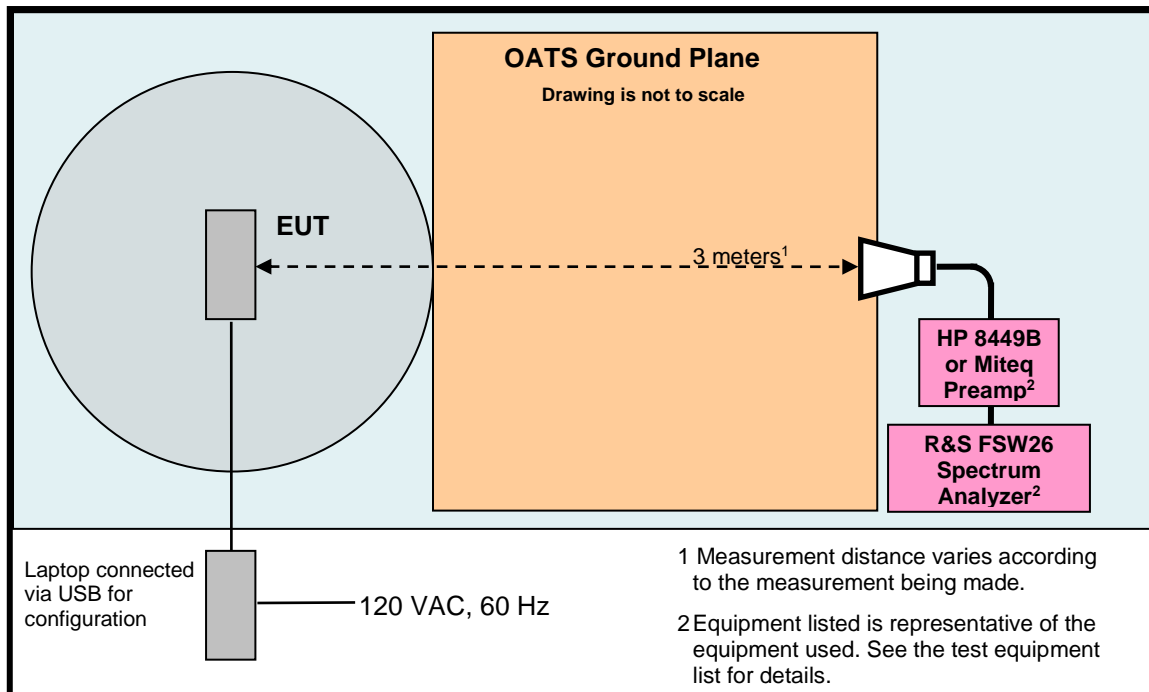 OATS Ground Plane
Drawing is not to scale
EUT
3 meters¹
HP 8449B
or Miteq
Preamp²
R&S FSW26
Spectrum
Analyzer²
Laptop connected
via USB for
configuration
120 VAC, 60 Hz
1 Measurement distance varies according
to the measurement being made.
2 Equipment listed is representative of the
equipment used. See the test equipment
list for details.